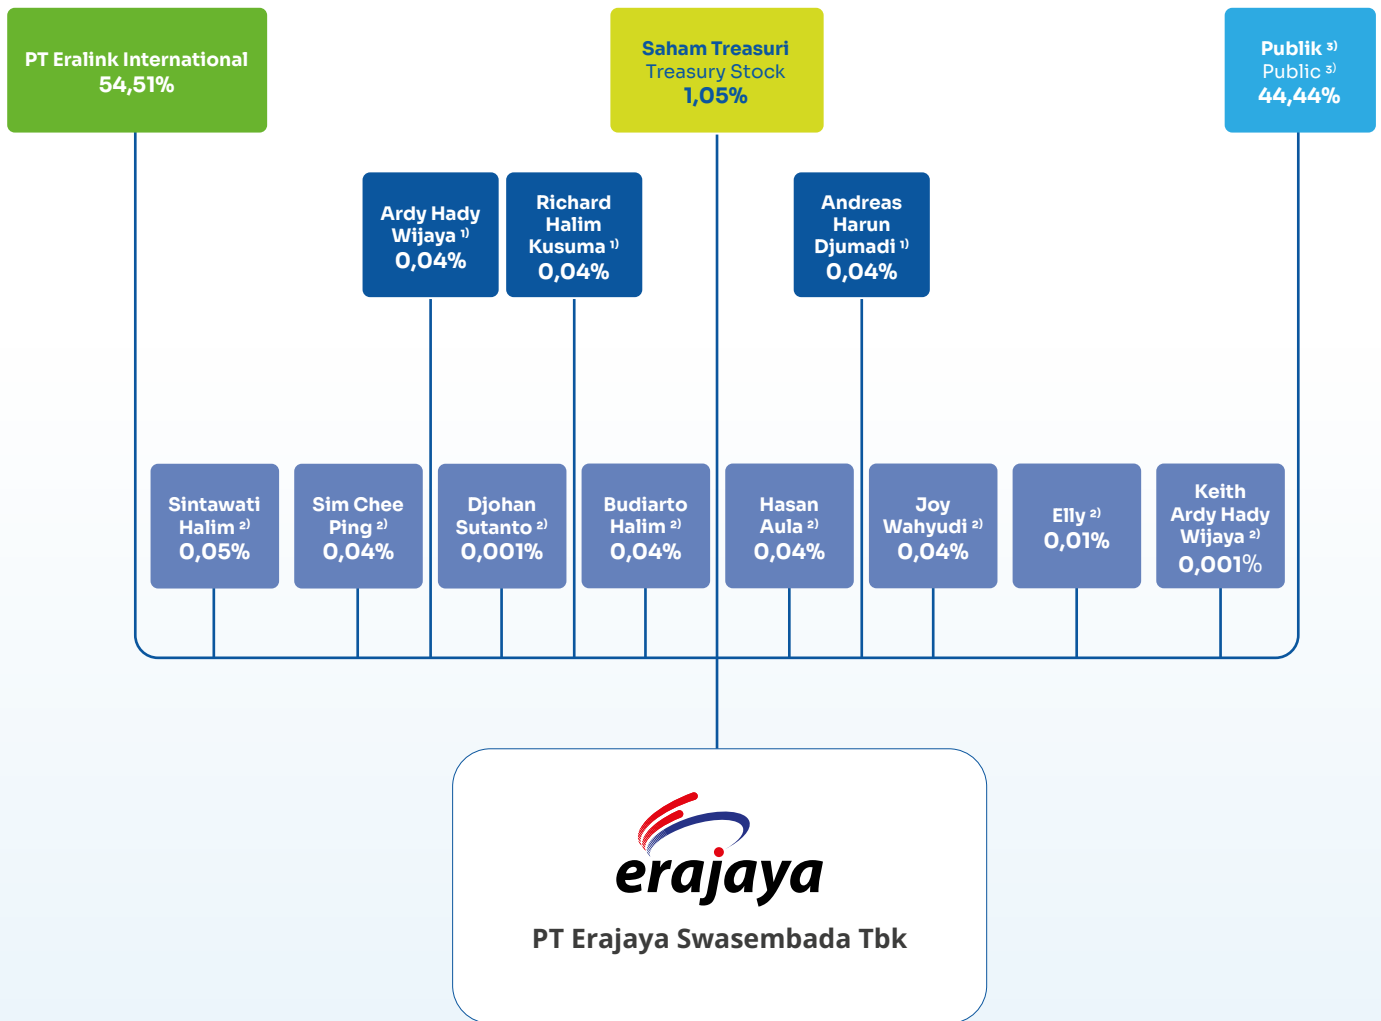 PT Eralink International
54,51%
Saham Treasuri
Treasury Stock
1,05%
Publik ³⁾
Public ³⁾
44,44%
Ardy Hady
Wijaya ¹⁾
0,04%
Richard
Halim
Kusuma ¹⁾
0,04%
Andreas
Harun
Djumadi ¹⁾
0,04%
Sintawati
Halim ²⁾
0,05%
Sim Chee
Ping ²⁾
0,04%
Djohan
Sutanto ²⁾
0,001%
Budiarto
Halim ²⁾
0,04%
Hasan
Aula ²⁾
0,04%
Joy
Wahyudi ²⁾
0,04%
Elly ²⁾
0,01%
Keith
Ardy Hady
Wijaya ²⁾
0,001%
erajaya
PT Erajaya Swasembada Tbk